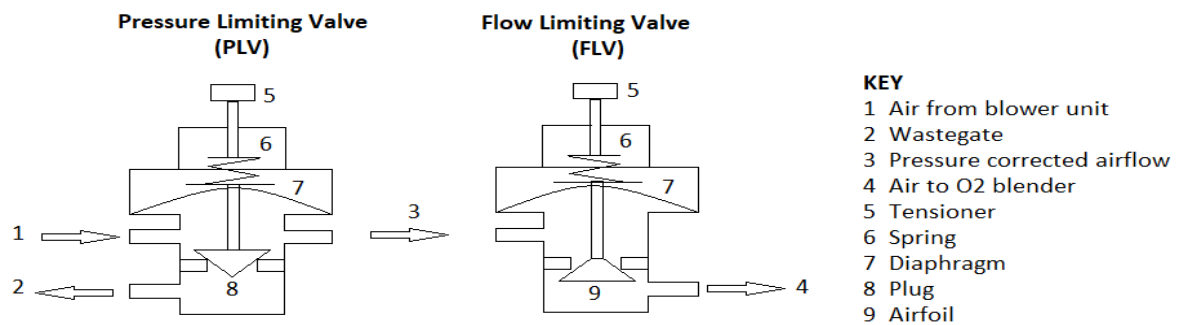 Pressure Limiting Valve
(PLV)
Flow Limiting Valve
(FLV)
5
6
7
1
2
8
3
5
6
7
9
4
KEY
1 Air from blower unit
2 Wastegate
3 Pressure corrected airflow
4 Air to O2 blender
5 Tensioner
6 Spring
7 Diaphragm
8 Plug
9 Airfoil